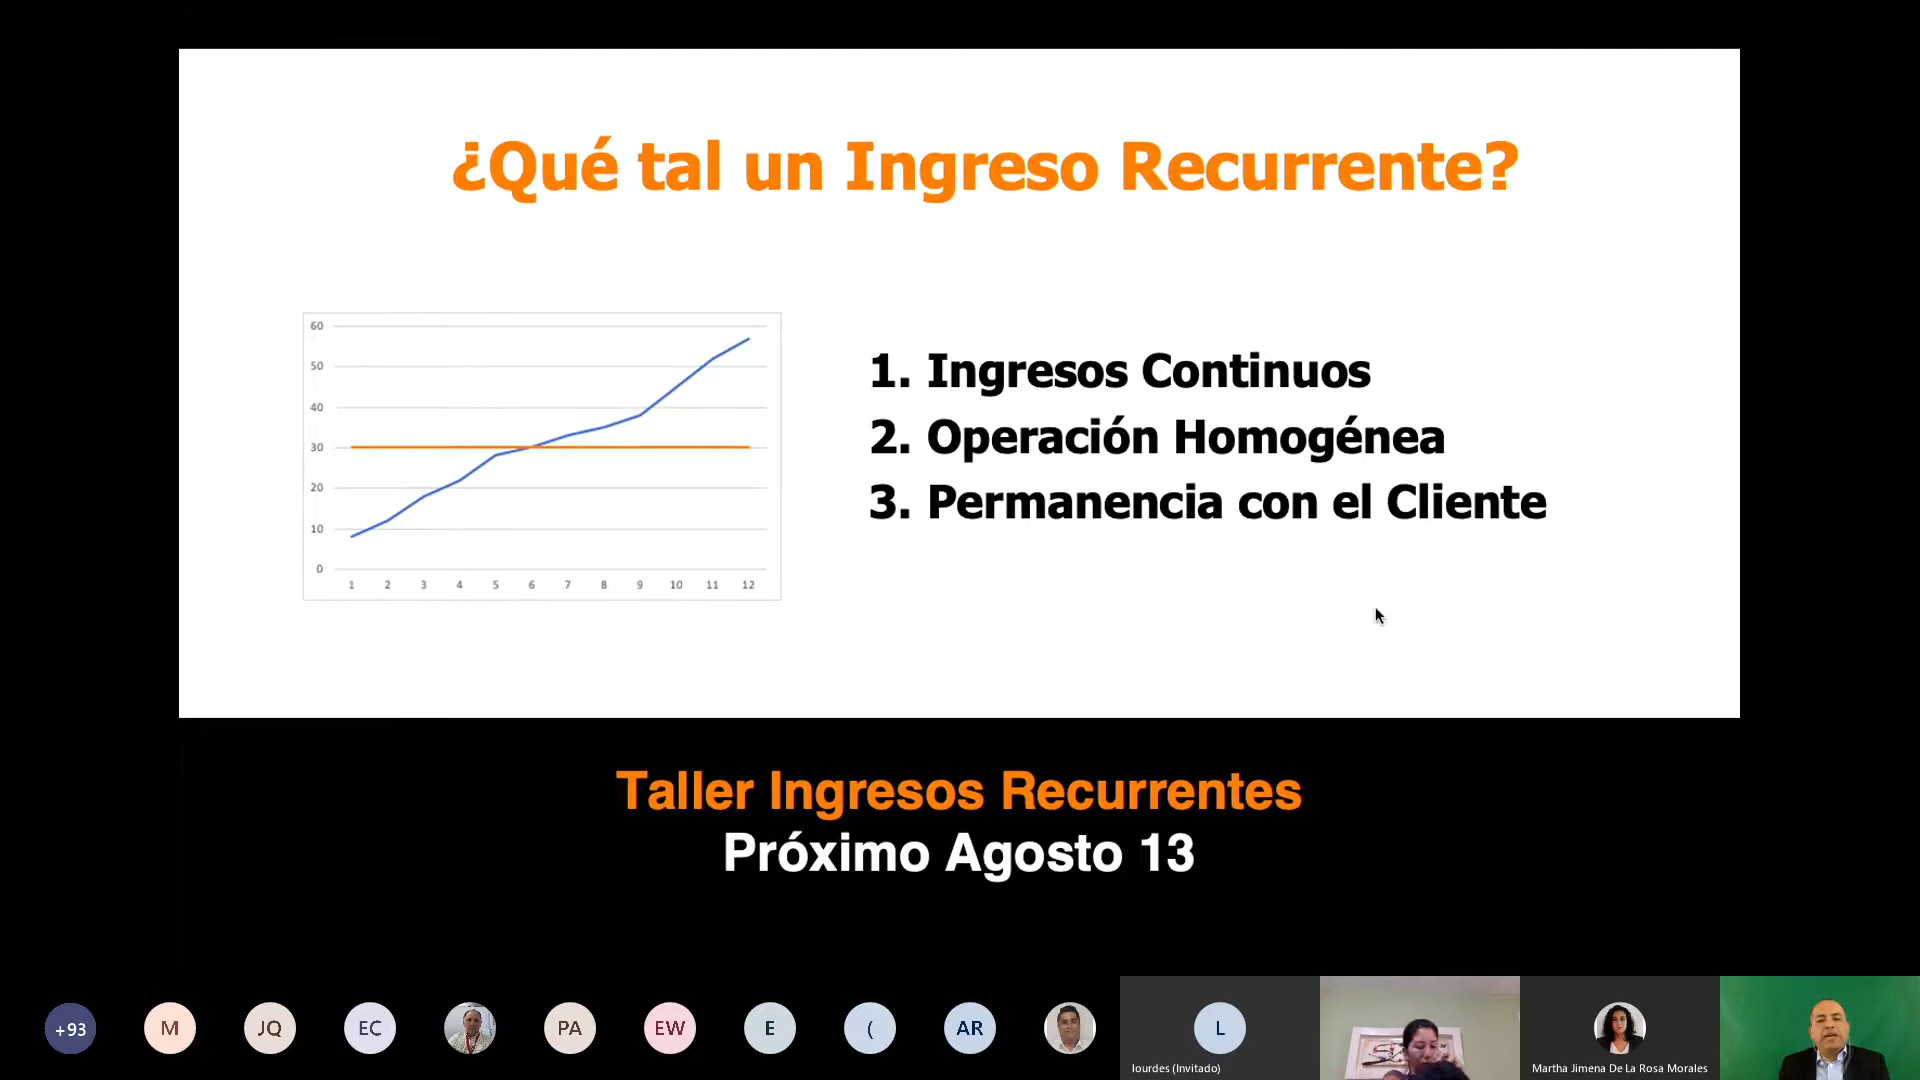 ¿Qué tal un Ingreso Recurrente?
60
50
40
30
20
10
0
1 2 3 4 5 6 7 8 9 10 11 12
1. Ingresos Continuos
2. Operación Homogénea
3. Permanencia con el Cliente
Taller Ingresos Recurrentes
Próximo Agosto 13
+93 M JQ EC PA EW E ( AR L
lourdes (Invitado)
Martha Jimena De La Rosa Morales